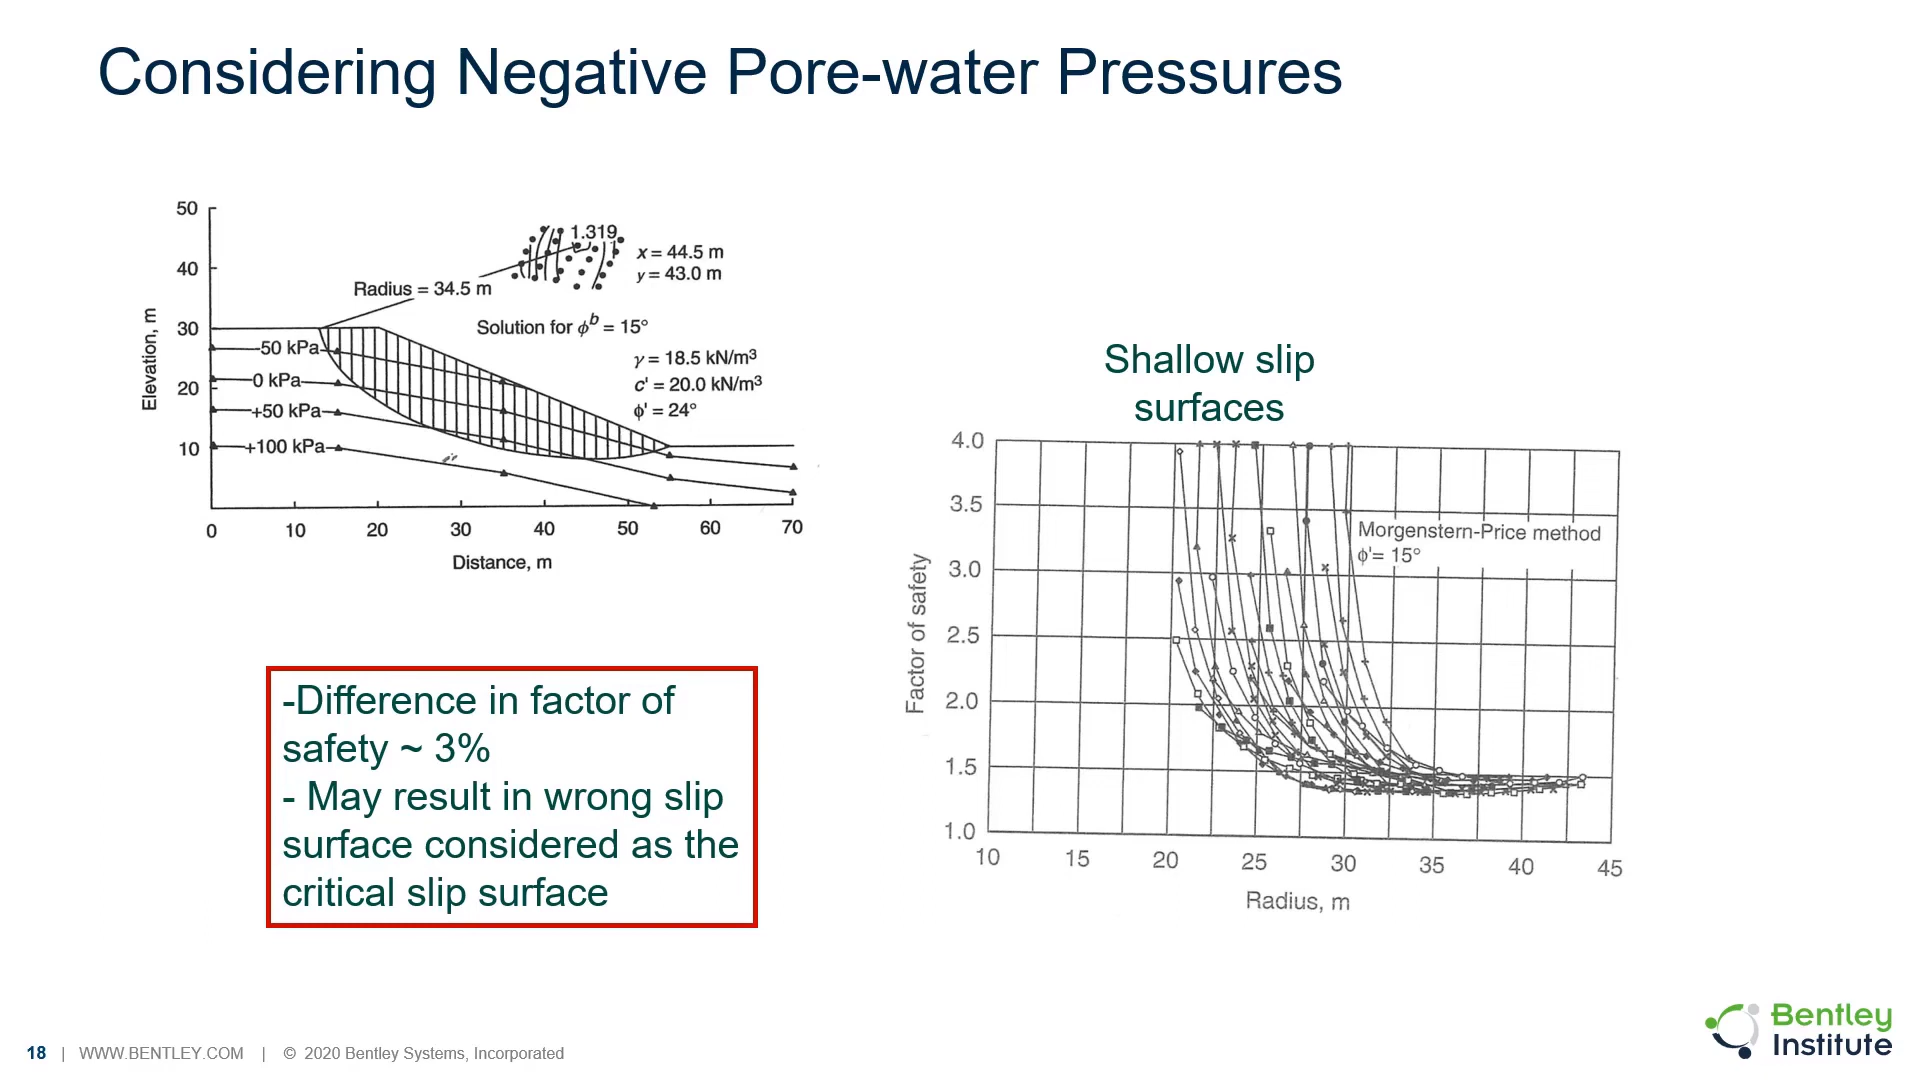 Considering Negative Pore-water Pressures
50
40
30
20
10
Elevation, m
1.319
x = 44.5 m
y = 43.0 m
Radius = 34.5 m
Solution for ϕᵇ = 15°
γ = 18.5 kN/m³
c' = 20.0 kN/m³
ϕ' = 24°
-50 kPa
0 kPa
+50 kPa
+100 kPa
0 10 20 30 40 50 60 70
Distance, m
-Difference in factor of
safety ~ 3%
- May result in wrong slip
surface considered as the
critical slip surface
Shallow slip
surfaces
4.0
3.5
3.0
2.5
2.0
1.5
1.0
Factor of safety
Morgenstern-Price method
ϕ'= 15°
10 15 20 25 30 35 40 45
Radius, m
18 | WWW.BENTLEY.COM | © 2020 Bentley Systems, Incorporated
Bentley
Institute